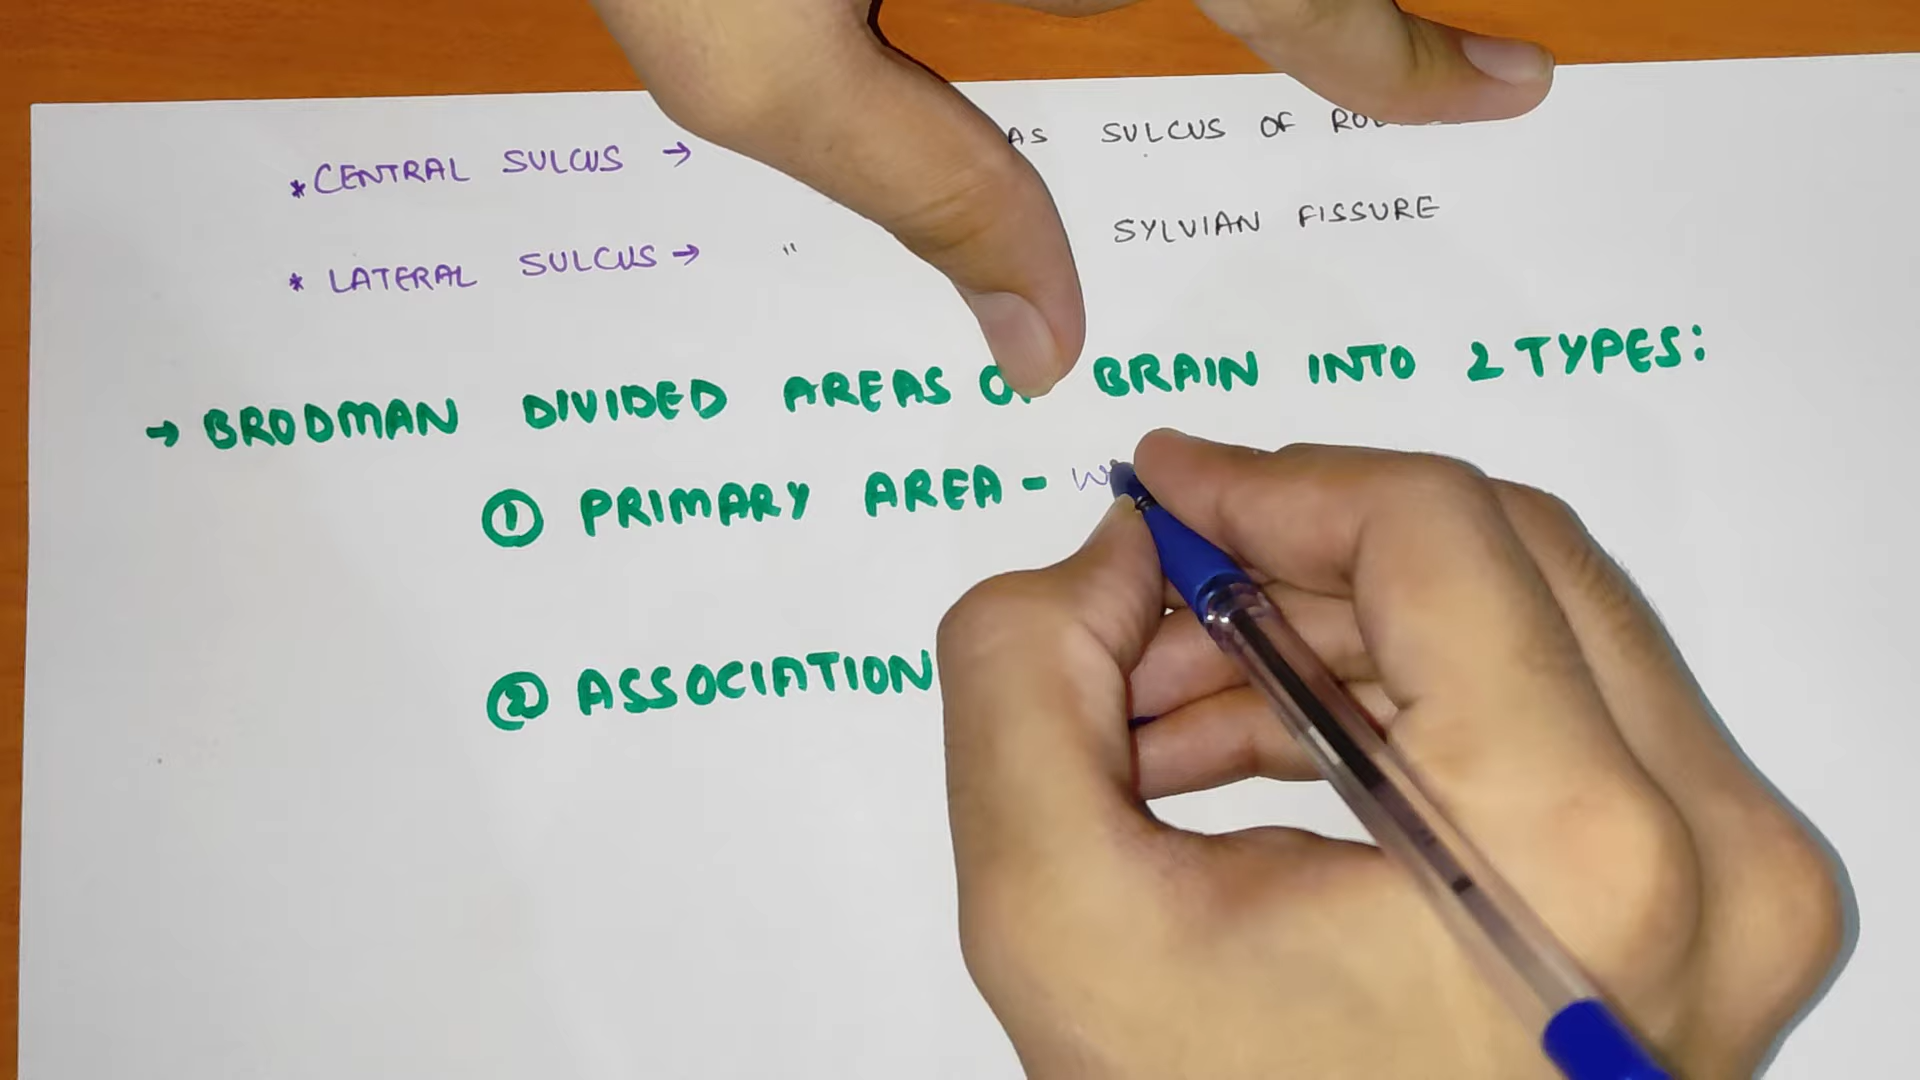 *CENTRAL SULCUS → AS SULCUS OF
* LATERAL SULCUS → " SYLVIAN FISSURE
→ BRODMAN DIVIDED AREAS BRAIN INTO 2 TYPES:
① PRIMARY AREA -
② ASSOCIATION